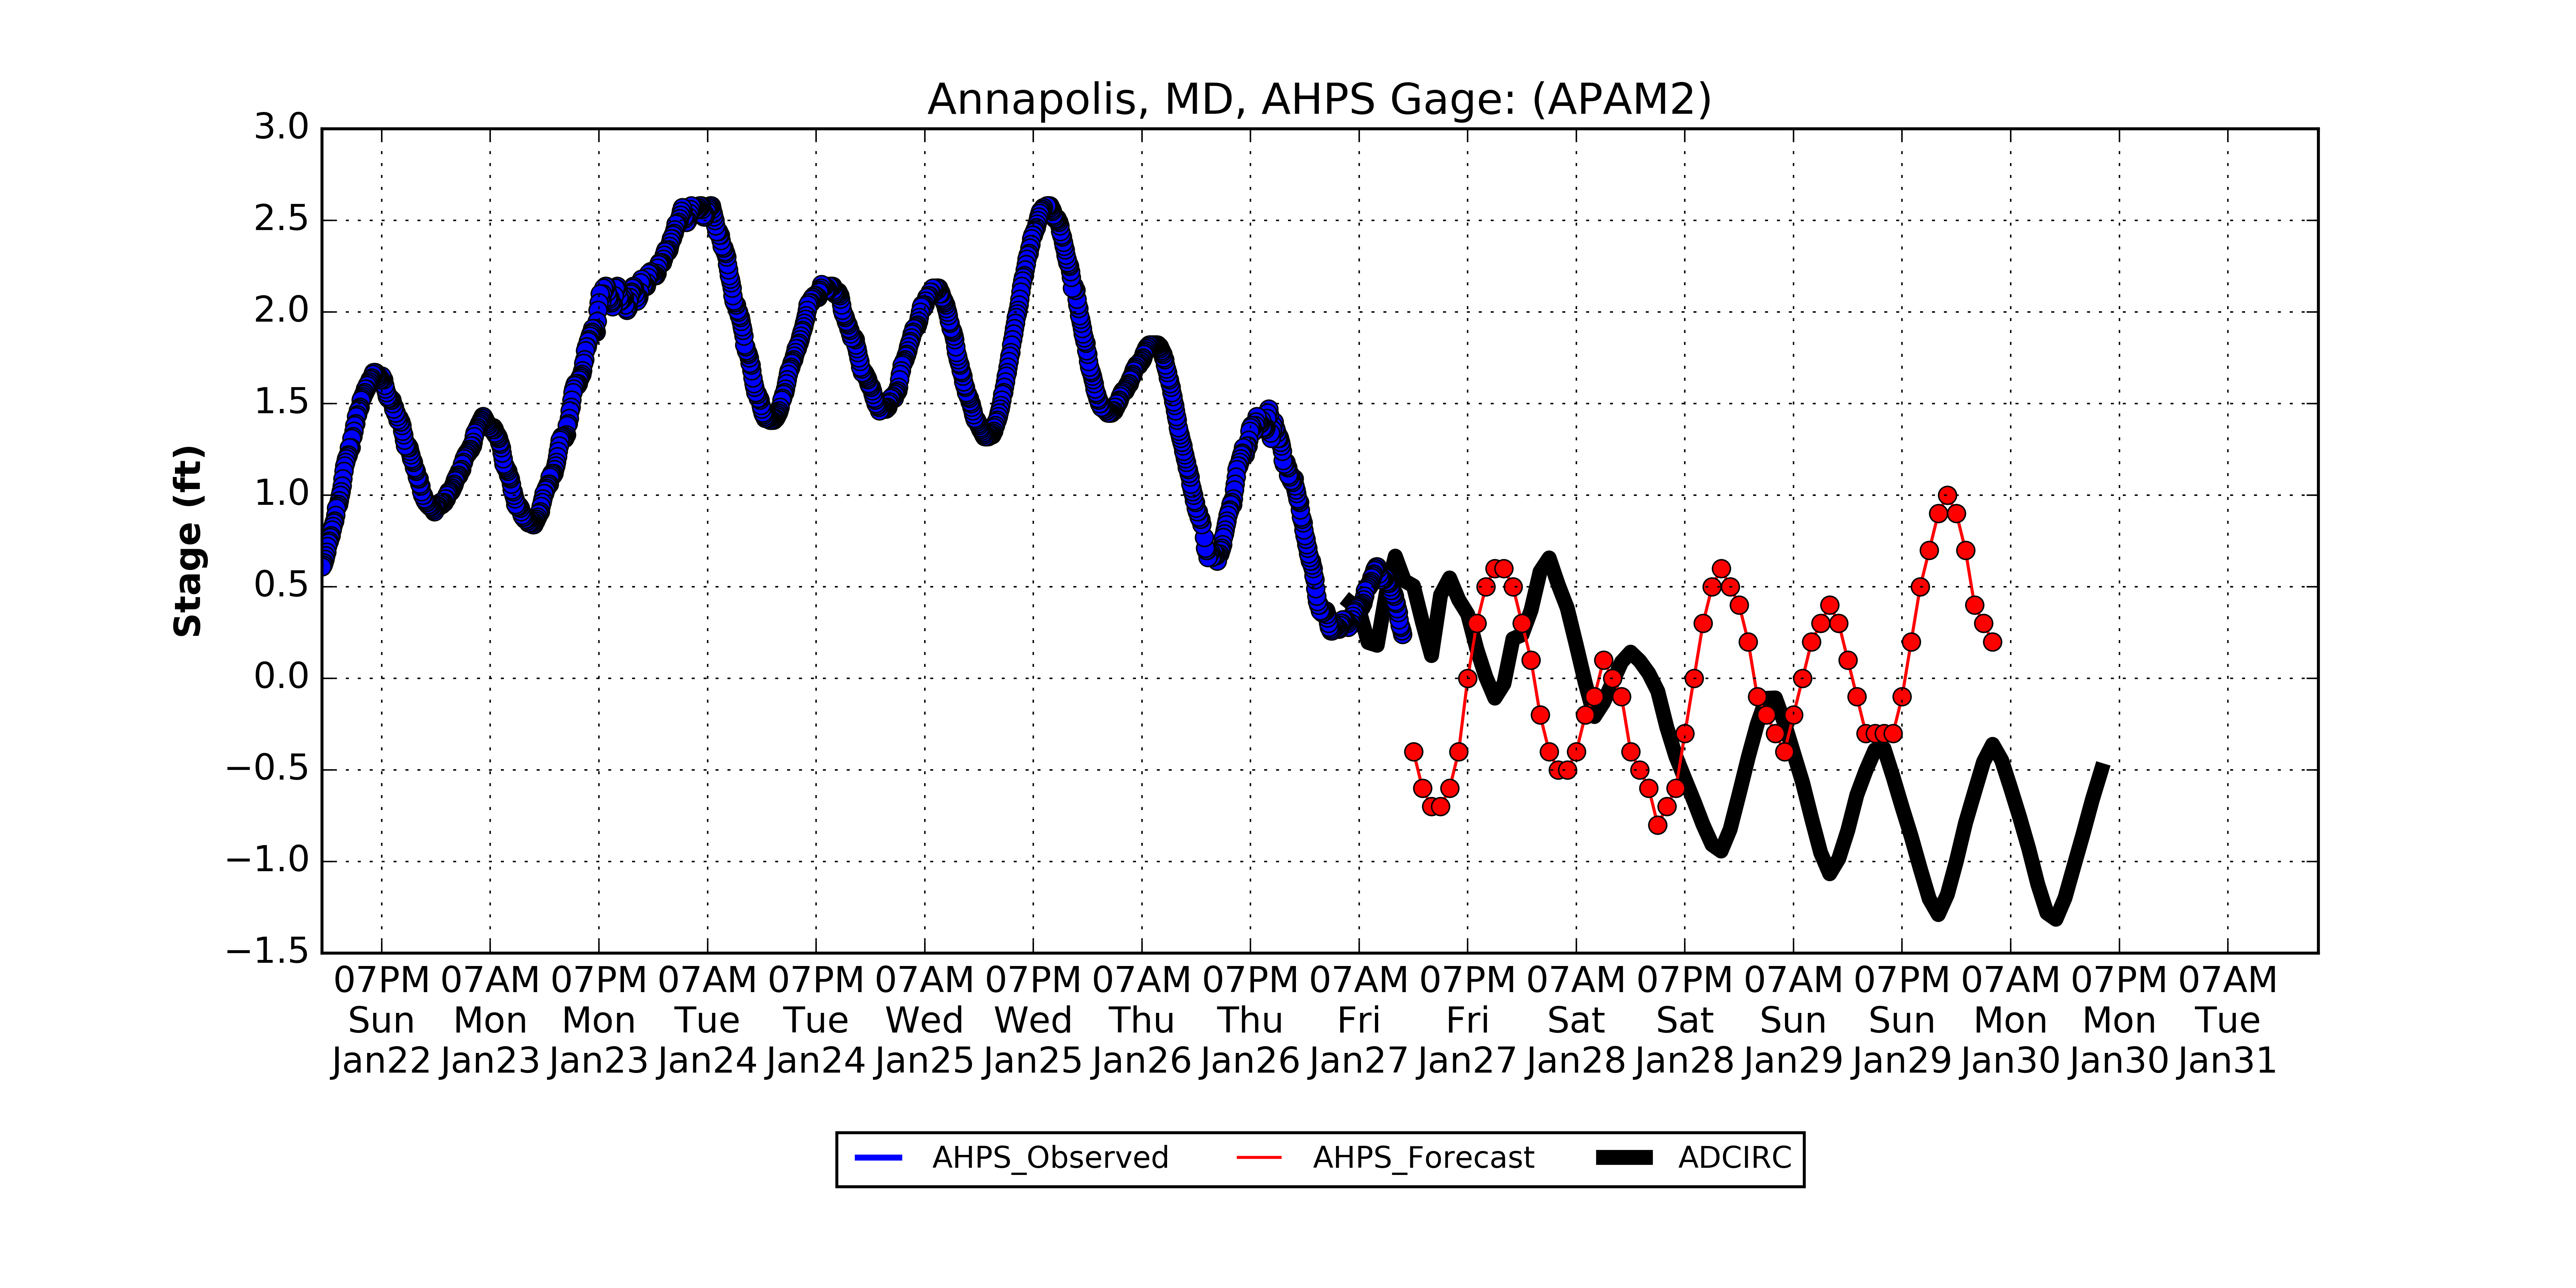 Annapolis, MD, AHPS Gage: (APAM2)
3.0
2.5
2.0
1.5
1.0
0.5
0.0
−0.5
−1.0
−1.5
Stage (ft)
07PM 07AM 07PM 07AM 07PM 07AM 07PM 07AM 07PM 07AM 07PM 07AM 07PM 07AM 07PM 07AM 07PM 07AM
Sun Mon Mon Tue Tue Wed Wed Thu Thu Fri Fri Sat Sat Sun Sun Mon Mon Tue
Jan22 Jan23 Jan23 Jan24 Jan24 Jan25 Jan25 Jan26 Jan26 Jan27 Jan27 Jan28 Jan28 Jan29 Jan29 Jan30 Jan30 Jan31
AHPS_Observed AHPS_Forecast ADCIRC